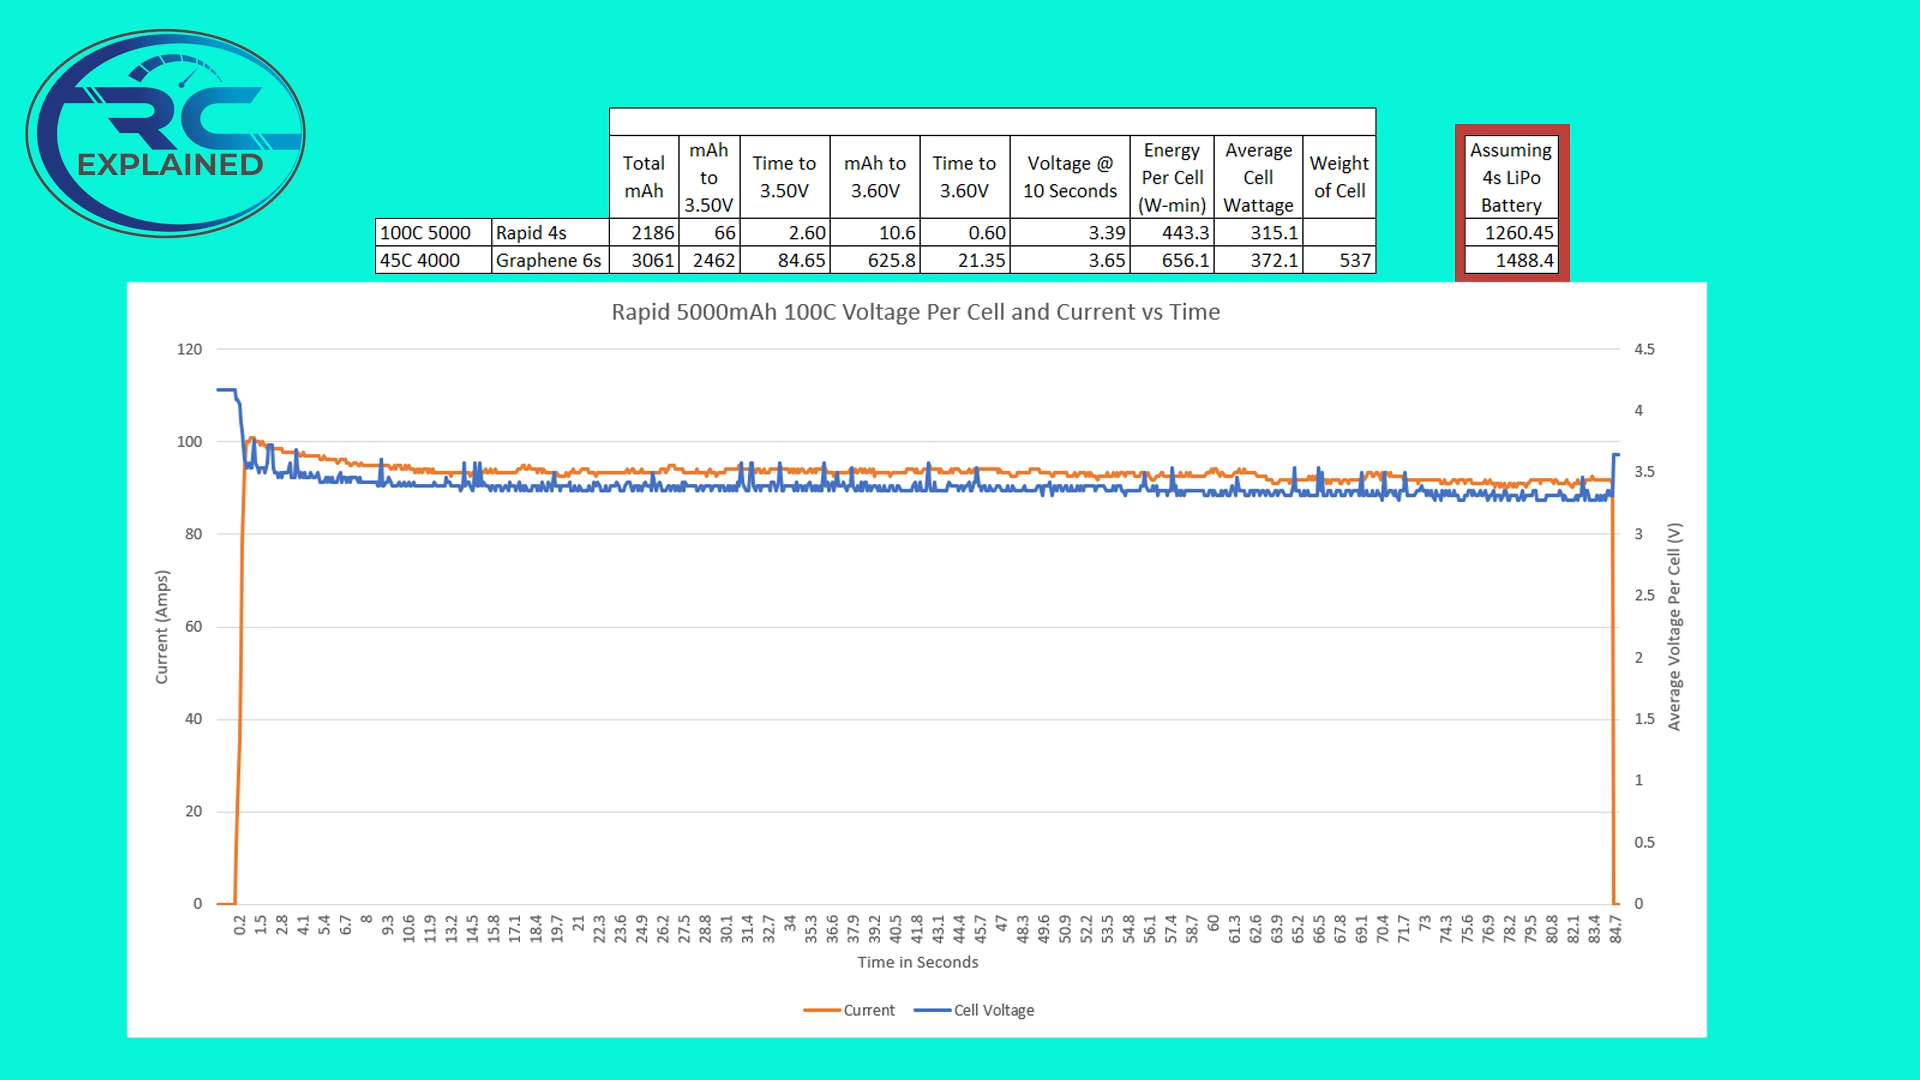 RC
EXPLAINED
Total mAh | mAh to 3.50V | Time to 3.50V | mAh to 3.60V | Time to 3.60V | Voltage @ 10 Seconds | Energy Per Cell (W-min) | Average Cell Wattage | Weight of Cell | Assuming 4s LiPo Battery
100C 5000 | Rapid 4s | 2186 | 66 | 2.60 | 10.6 | 0.60 | 3.39 | 443.3 | 315.1 | | 1260.45
45C 4000 | Graphene 6s | 3061 | 2462 | 84.65 | 625.8 | 21.35 | 3.65 | 656.1 | 372.1 | 537 | 1488.4
Rapid 5000mAh 100C Voltage Per Cell and Current vs Time
Current (Amps)
120
100
80
60
40
20
0
4.5
4
3.5
3
2.5
2
1.5
1
0.5
0
Average Voltage Per Cell (V)
0.2 1.5 2.8 4.1 5.4 6.7 8 9.3 10.6 11.9 13.2 14.5 15.8 17.1 18.4 19.7 21 22.3 23.6 24.9 26.2 27.5 28.8 30.1 31.4 32.7 34 35.3 36.6 37.9 39.2 40.5 41.8 43.1 44.4 45.7 47 48.3 49.6 50.9 52.2 53.5 54.8 56.1 57.4 58.7 60 61.3 62.6 63.9 65.2 66.5 67.8 69.1 70.4 71.7 73 74.3 75.6 76.9 78.2 79.5 80.8 82.1 83.4 84.7
Time in Seconds
Current Cell Voltage